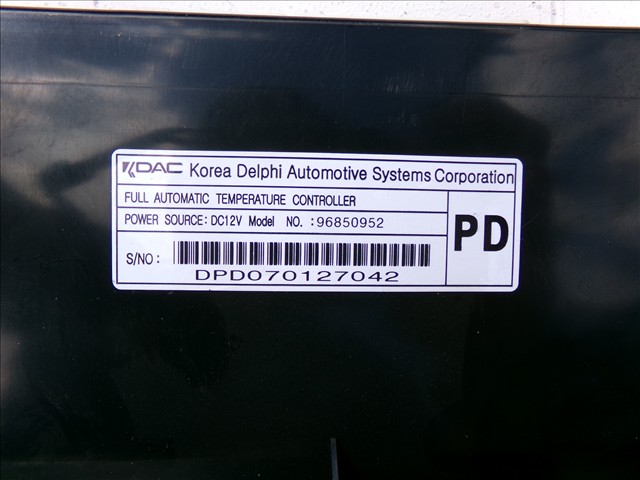 KDAC Korea Delphi Automotive Systems Corporation
FULL AUTOMATIC TEMPERATURE CONTROLLER
POWER SOURCE:DC12V Model NO.:96850952
PD
S/NO:
DPD070127042